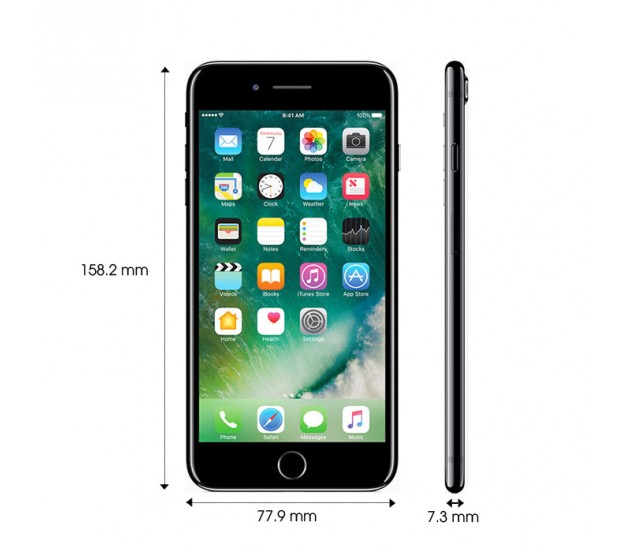 9:41 AM 100%
Wednesday
7
Mail Calendar Photos Camera
Maps Clock Weather News
Wallet Notes Reminders Stocks
Videos iBooks iTunes Store App Store
Home Health Settings
Phone Safari Messages Music
158.2 mm
77.9 mm
7.3 mm